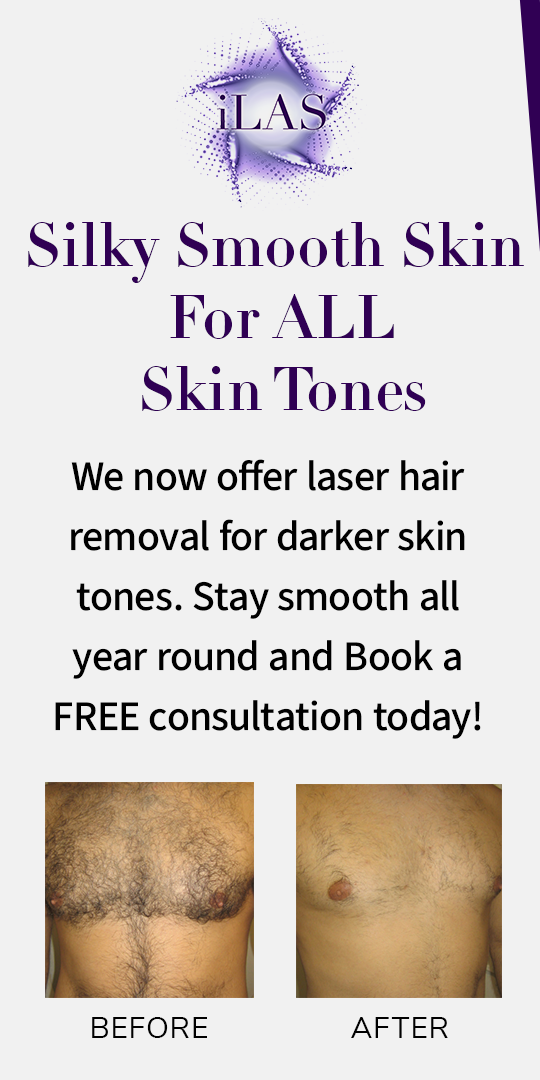 iLAS
Silky Smooth Skin
For ALL
Skin Tones
We now offer laser hair
removal for darker skin
tones. Stay smooth all
year round and Book a
FREE consultation today!
BEFORE
AFTER